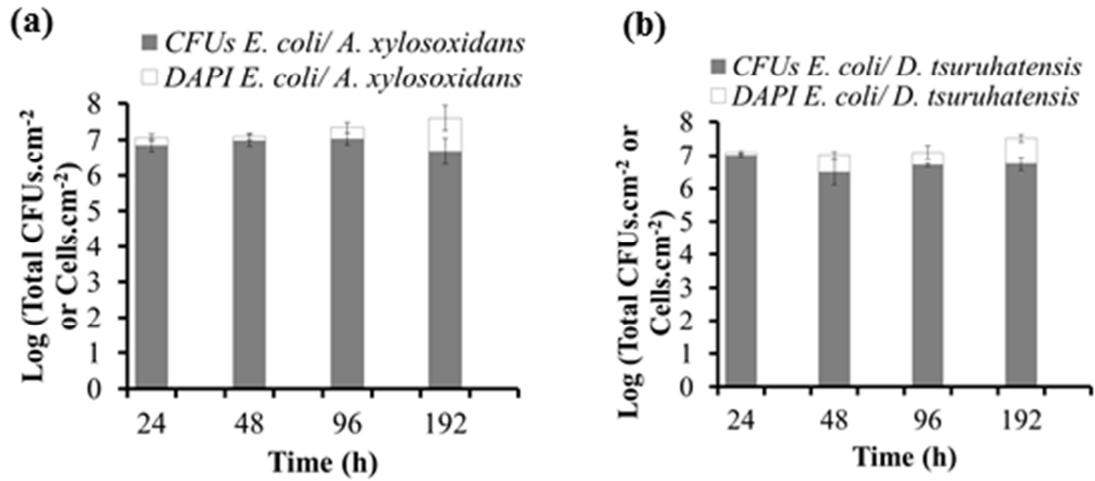 (a)
CFUs E. coli/ A. xylosoxidans
DAPI E. coli/ A. xylosoxidans
Log (Total CFUs.cm-2
or Cells.cm-2)
8
7
6
5
4
3
2
1
0
24 48 96 192
Time (h)
(b)
CFUs E. coli/ D. tsuruhatensis
DAPI E. coli/ D. tsuruhatensis
Log (Total CFUs.cm-2 or
Cells.cm-2)
8
7
6
5
4
3
2
1
0
24 48 96 192
Time (h)